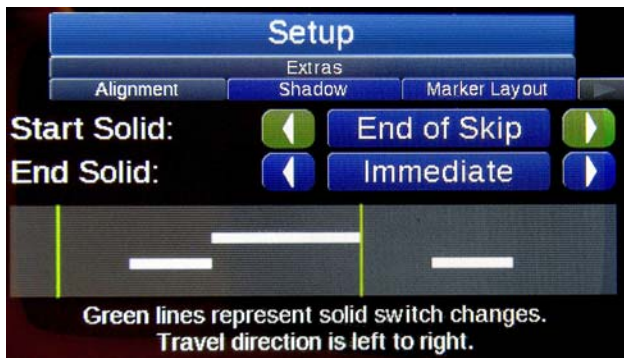 Setup
Extras
Alignment Shadow Marker Layout
Start Solid: End of Skip
End Solid: Immediate
Green lines represent solid switch changes.
Travel direction is left to right.